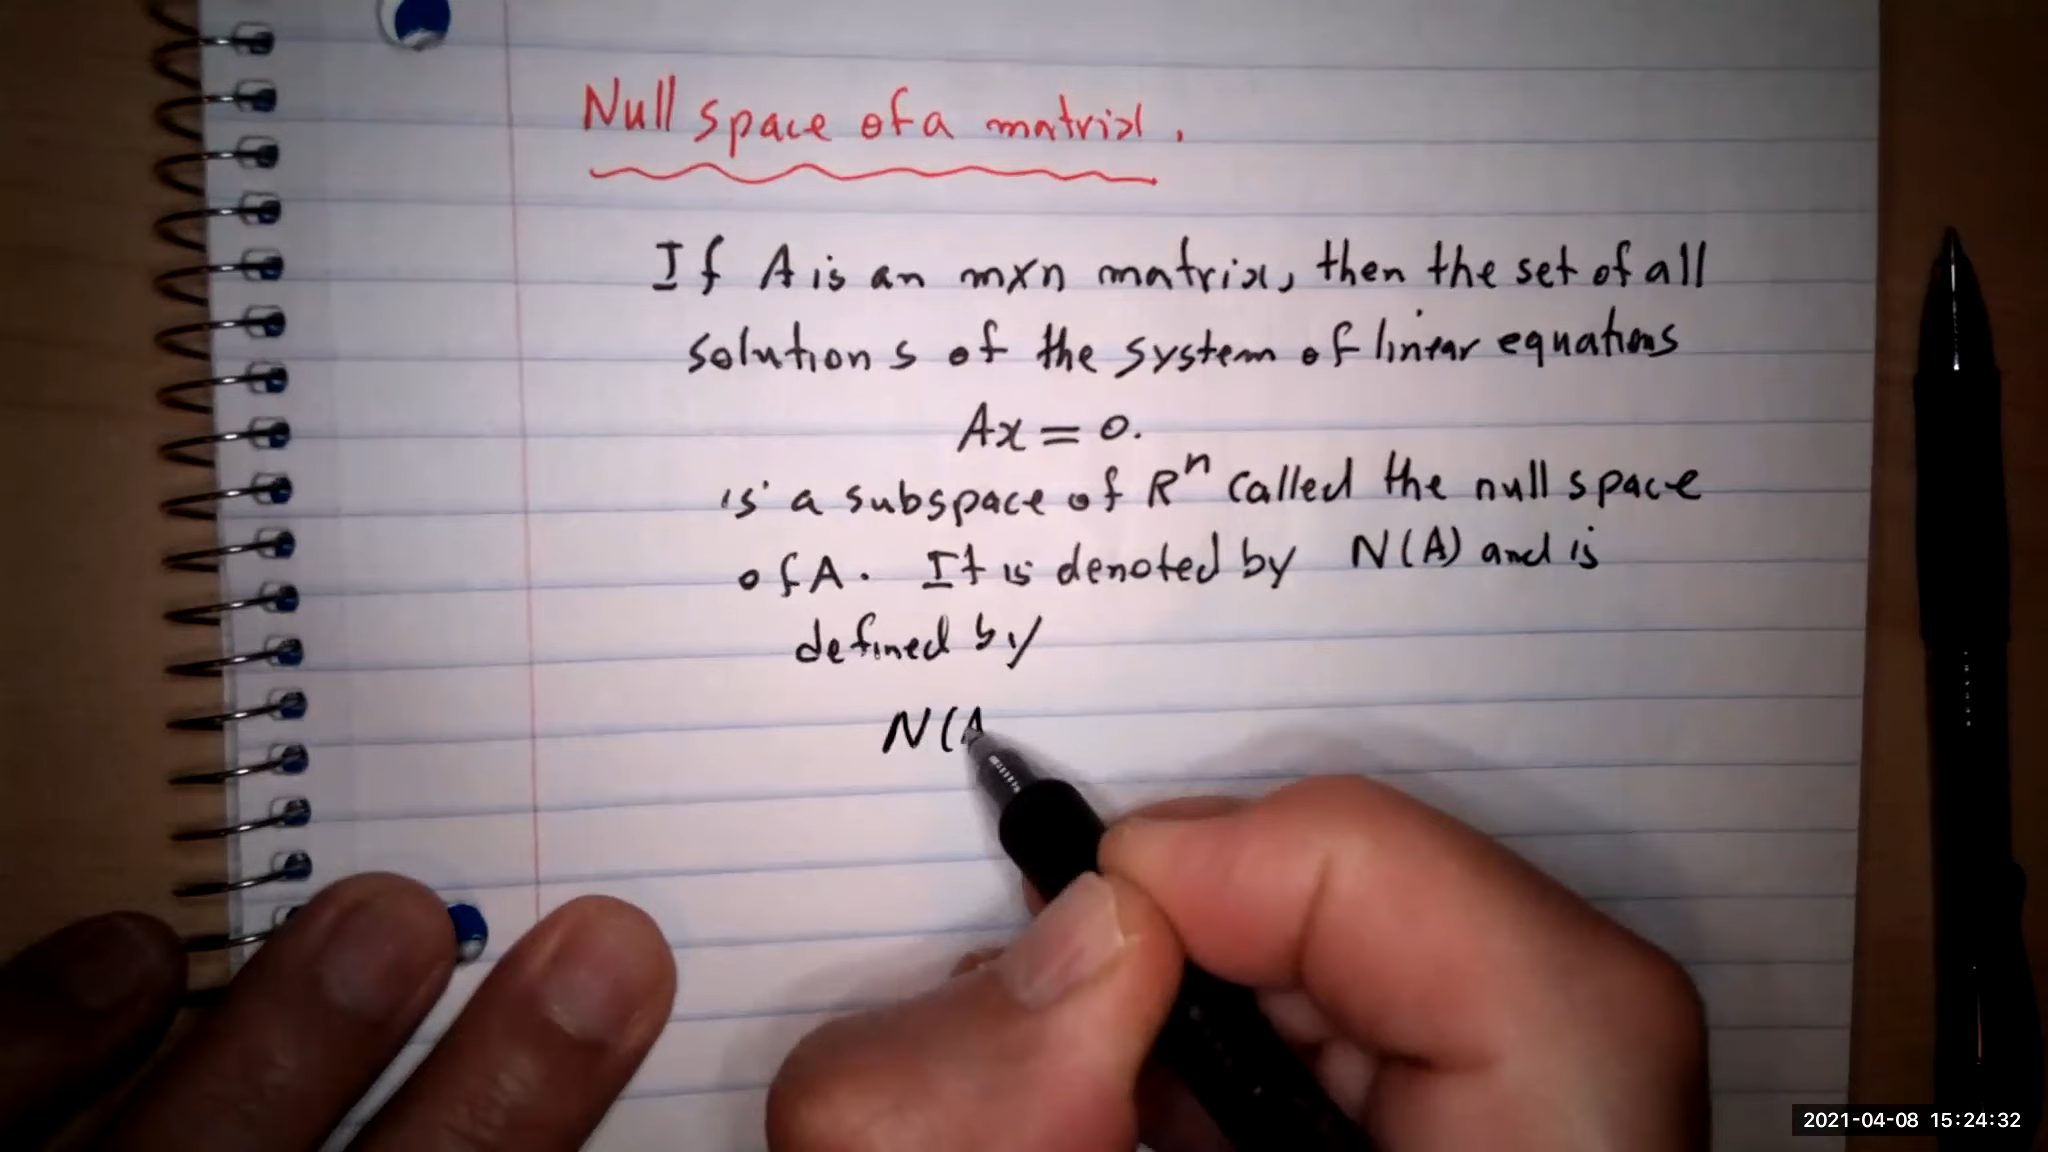 Null space of a matrix.
If A is an mxn matrix, then the set of all
solutions of the system of linear equations
Ax = 0.
is a subspace of Rⁿ called the null space
of A. It is denoted by N(A) and is
defined by
N(A
2021-04-08 15:24:32